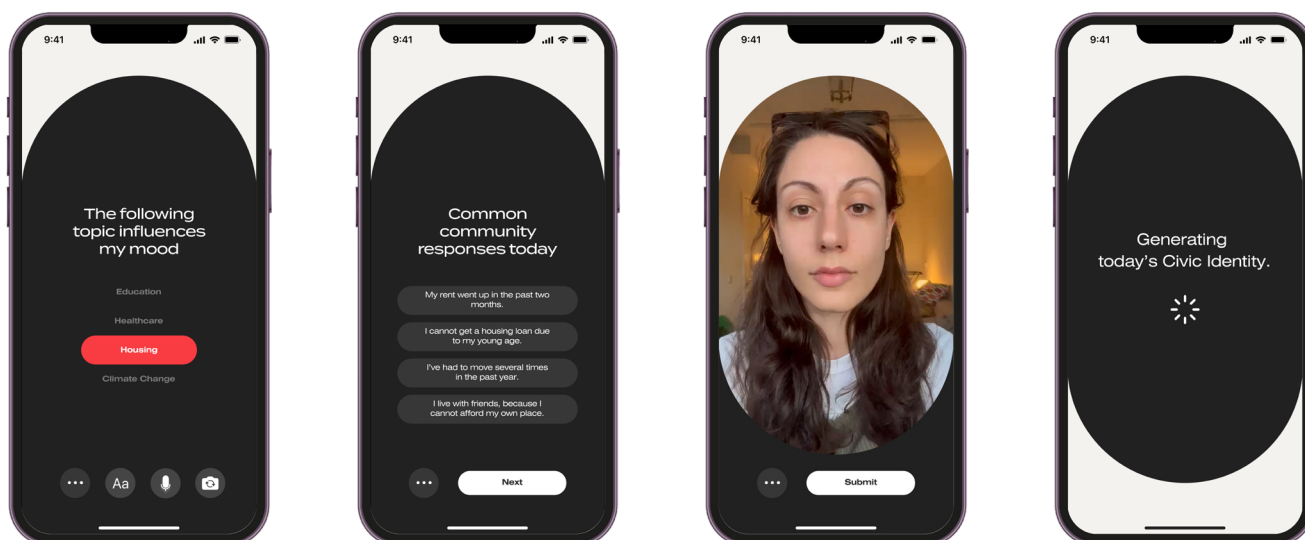 9:41
The following
topic influences
my mood
Education
Healthcare
Housing
Climate Change
Aa
9:41
Common
community
responses today
My rent went up in the past two
months.
I cannot get a housing loan due
to my young age.
I've had to move several times
in the past year.
I live with friends, because I
cannot afford my own place.
Next
9:41
Submit
9:41
Generating
today's Civic Identity.